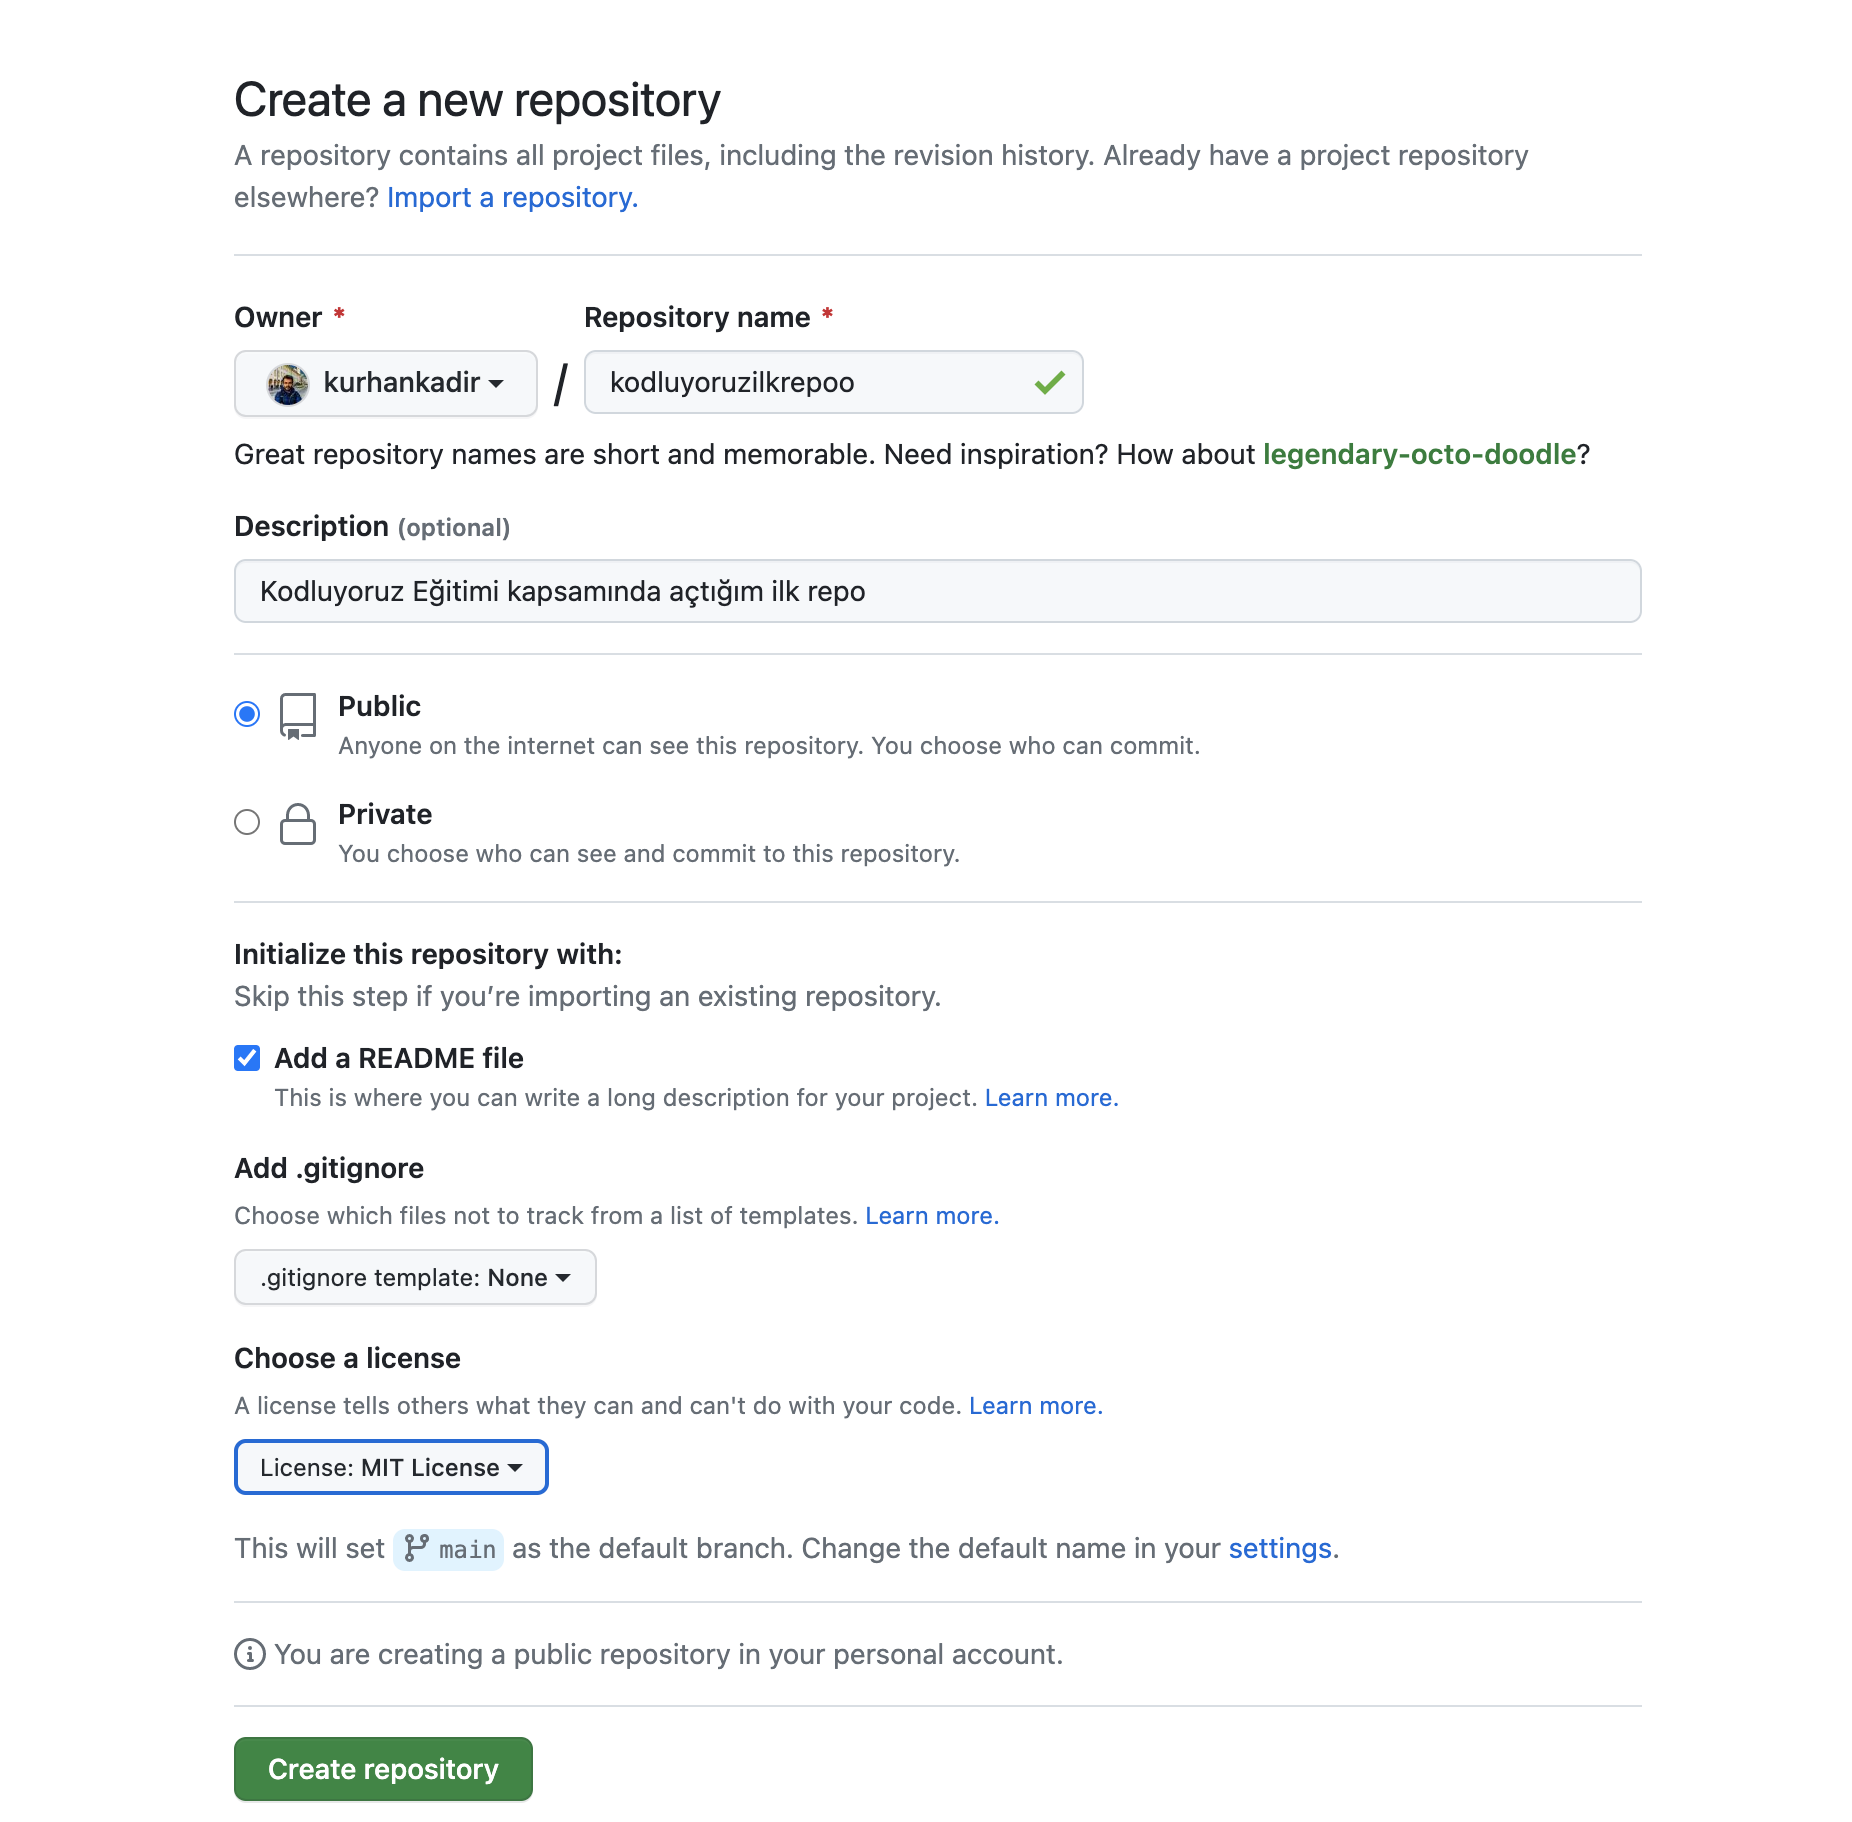 Create a new repository
A repository contains all project files, including the revision history. Already have a project repository
elsewhere? Import a repository.
Owner *
Repository name *
kurhankadir / kodluyoruzilkrepoo
Great repository names are short and memorable. Need inspiration? How about legendary-octo-doodle?
Description (optional)
Kodluyoruz Eğitimi kapsamında açtığım ilk repo
Public
Anyone on the internet can see this repository. You choose who can commit.
Private
You choose who can see and commit to this repository.
Initialize this repository with:
Skip this step if you’re importing an existing repository.
Add a README file
This is where you can write a long description for your project. Learn more.
Add .gitignore
Choose which files not to track from a list of templates. Learn more.
.gitignore template: None
Choose a license
A license tells others what they can and can't do with your code. Learn more.
License: MIT License
This will set main as the default branch. Change the default name in your settings.
You are creating a public repository in your personal account.
Create repository